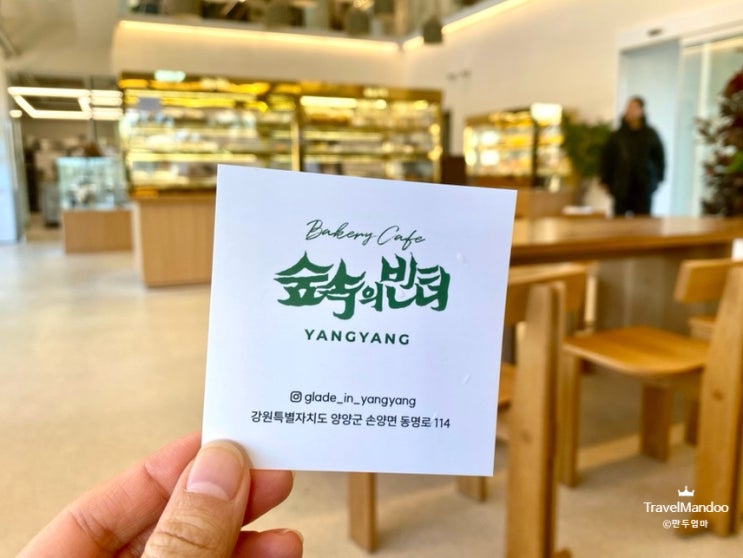 Bakery Cafe
숲속의빈터
YANGYANG
glade_in_yangyang
강원특별자치도 양양군 손양면 동명로 114
TravelMandoo
©만두엄마